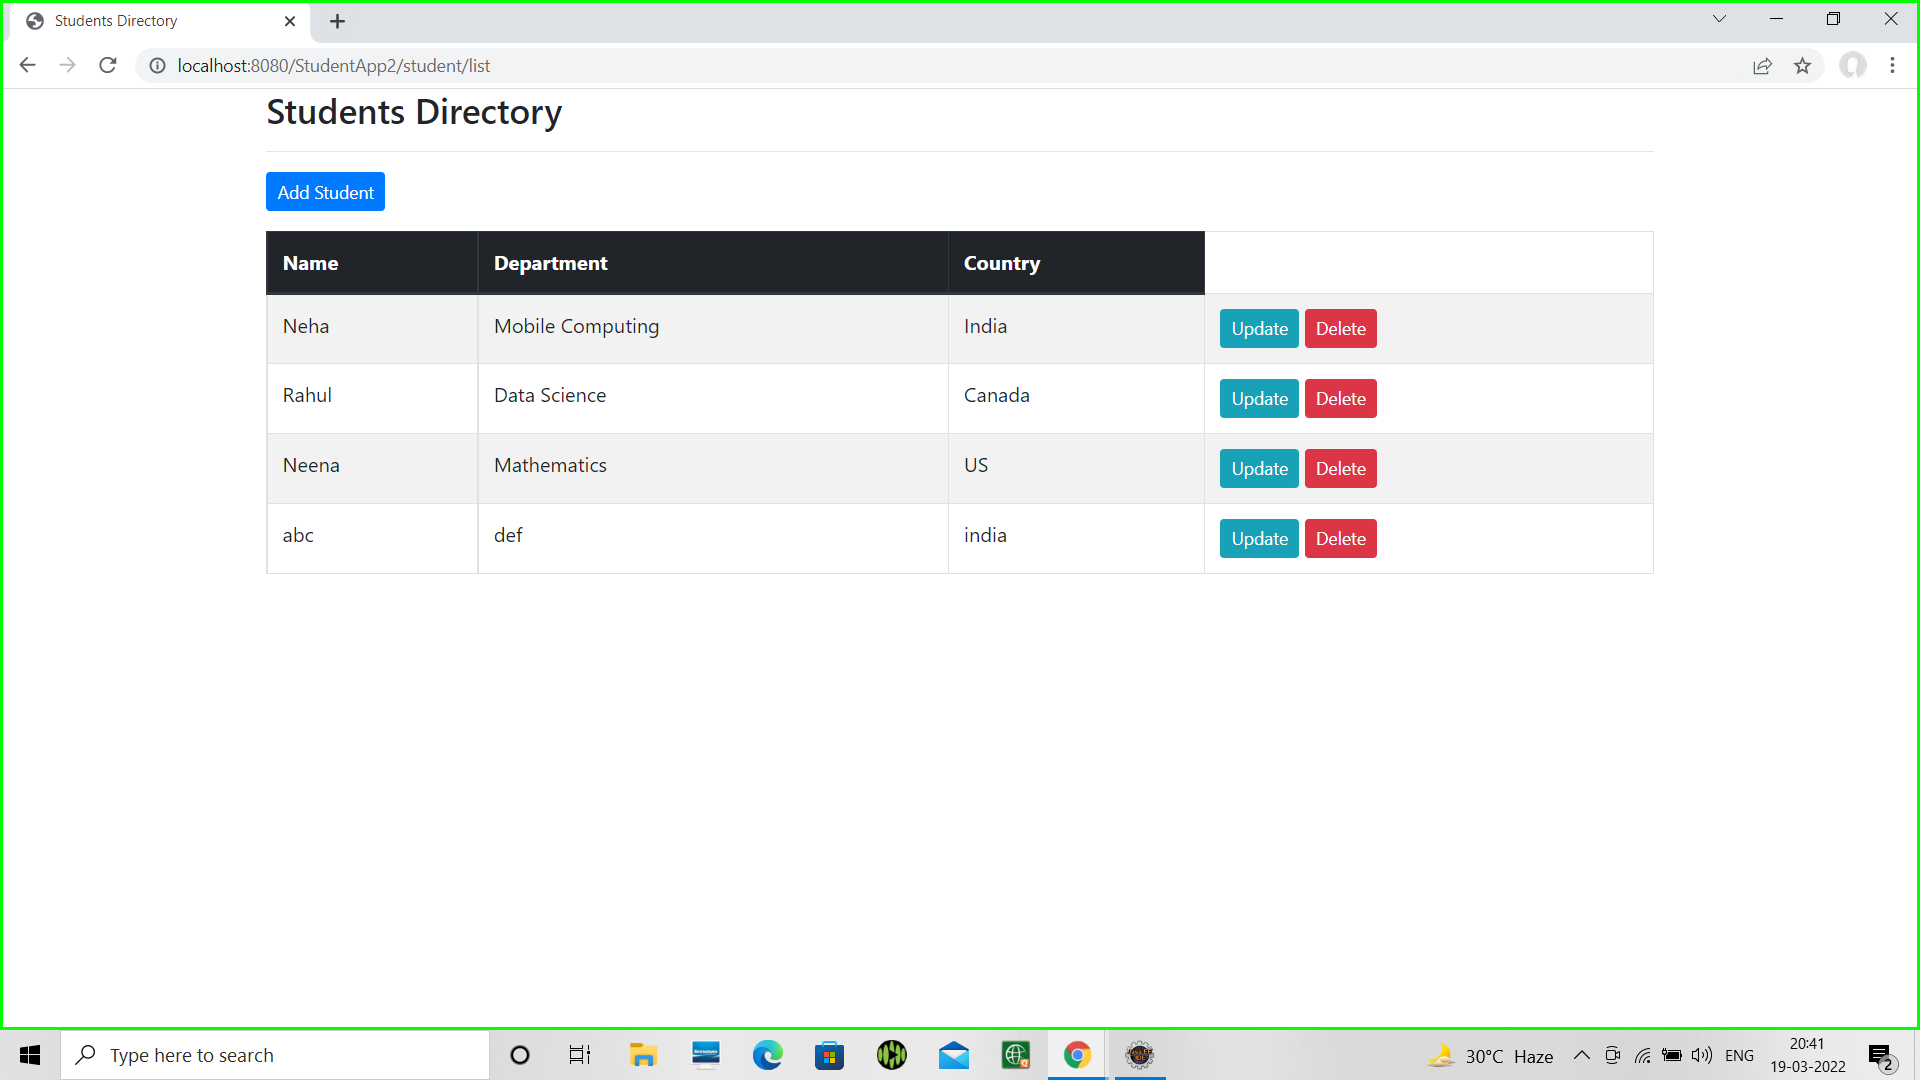 Students Directory
localhost:8080/StudentApp2/student/list
Students Directory
Add Student
Name Department Country
Neha Mobile Computing India Update Delete
Rahul Data Science Canada Update Delete
Neena Mathematics US Update Delete
abc def india Update Delete
Type here to search 30°C Haze ENG 20:41
19-03-2022 2